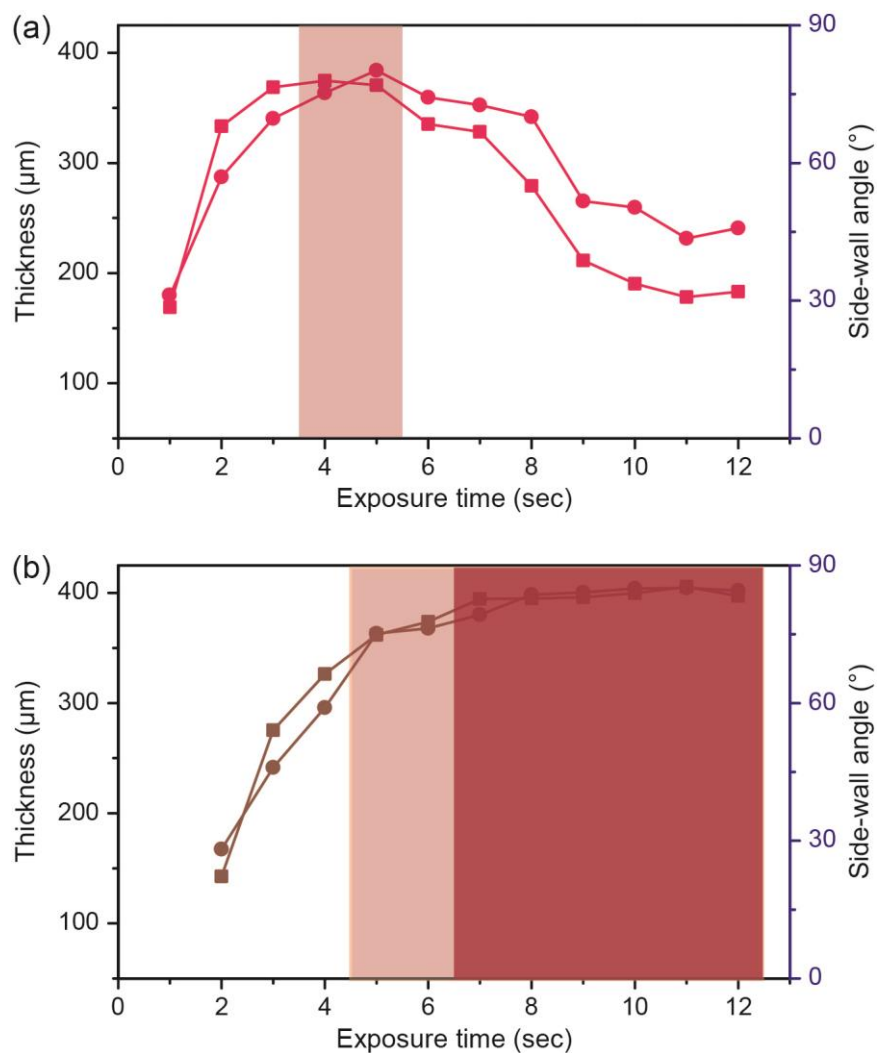 (a)
400
300
200
100
Thickness (µm)
90
60
30
0
Side-wall angle (°)
0 2 4 6 8 10 12
Exposure time (sec)
(b)
400
300
200
100
Thickness (µm)
90
60
30
0
Side-wall angle (°)
0 2 4 6 8 10 12
Exposure time (sec)